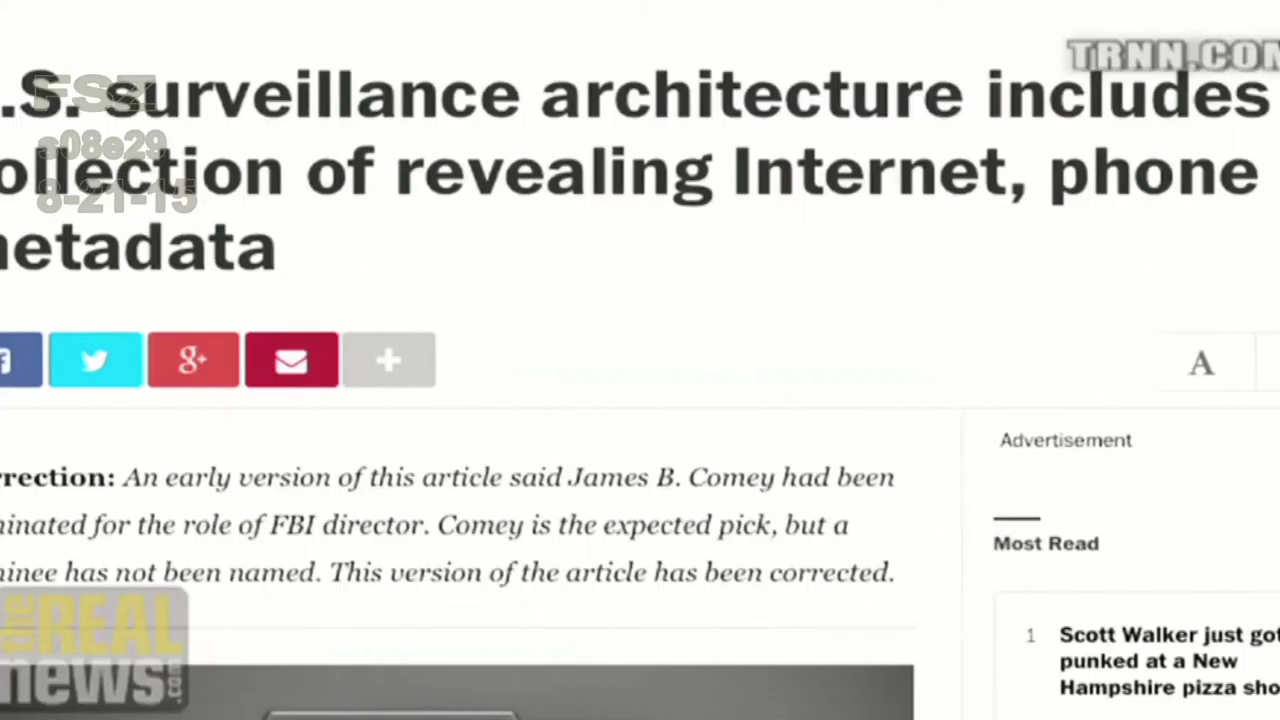 TRNN.COM
FSZT
s08e29
8-21-15
.S. surveillance architecture includes
ollection of revealing Internet, phone
etadata
g+
A
rrection: An early version of this article said James B. Comey had been
inated for the role of FBI director. Comey is the expected pick, but a
inee has not been named. This version of the article has been corrected.
Advertisement
Most Read
1 Scott Walker just got
punked at a New
Hampshire pizza sho
the REAL
news.com